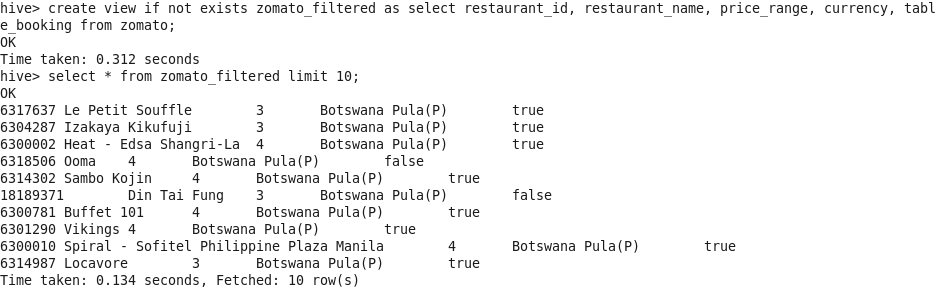 hive> create view if not exists zomato_filtered as select restaurant_id, restaurant_name, price_range, currency, tabl
e_booking from zomato;
OK
Time taken: 0.312 seconds
hive> select * from zomato_filtered limit 10;
OK
6317637 Le Petit Souffle        3       Botswana Pula(P)        true
6304287 Izakaya Kikufuji        3       Botswana Pula(P)        true
6300002 Heat - Edsa Shangri-La  4       Botswana Pula(P)        true
6318506 Ooma    4       Botswana Pula(P)        false
6314302 Sambo Kojin     4       Botswana Pula(P)        true
18189371        Din Tai Fung    3       Botswana Pula(P)        false
6300781 Buffet 101      4       Botswana Pula(P)        true
6301290 Vikings 4       Botswana Pula(P)        true
6300010 Spiral - Sofitel Philippine Plaza Manila        4       Botswana Pula(P)        true
6314987 Locavore        3       Botswana Pula(P)        true
Time taken: 0.134 seconds, Fetched: 10 row(s)